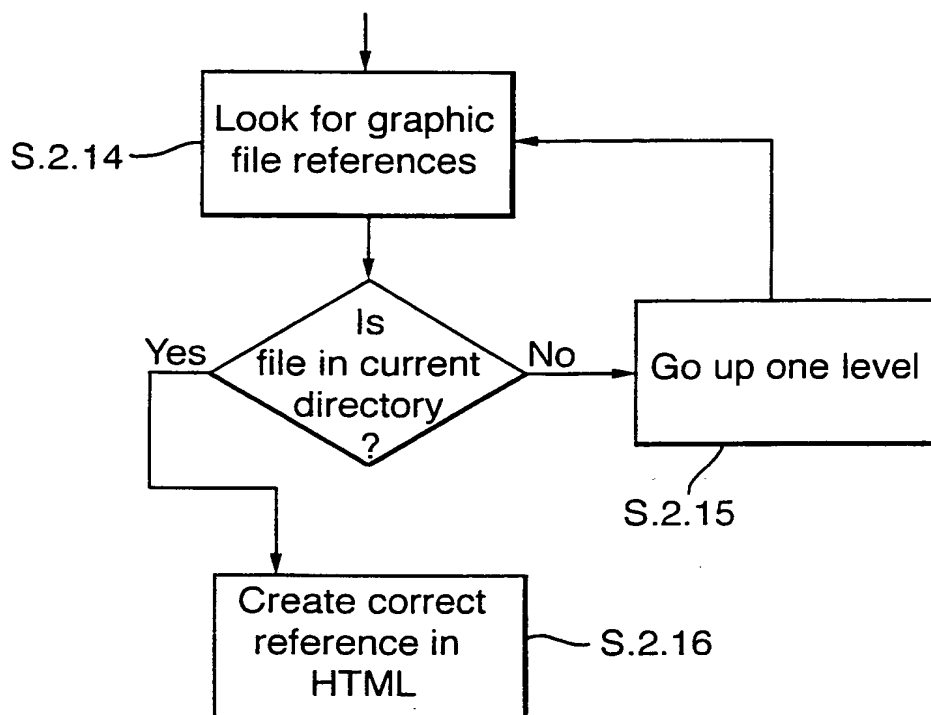 Look for graphic
file references
S.2.14
Is
file in current
directory
?
Yes
No
Go up one level
S.2.15
Create correct
reference in
HTML
S.2.16